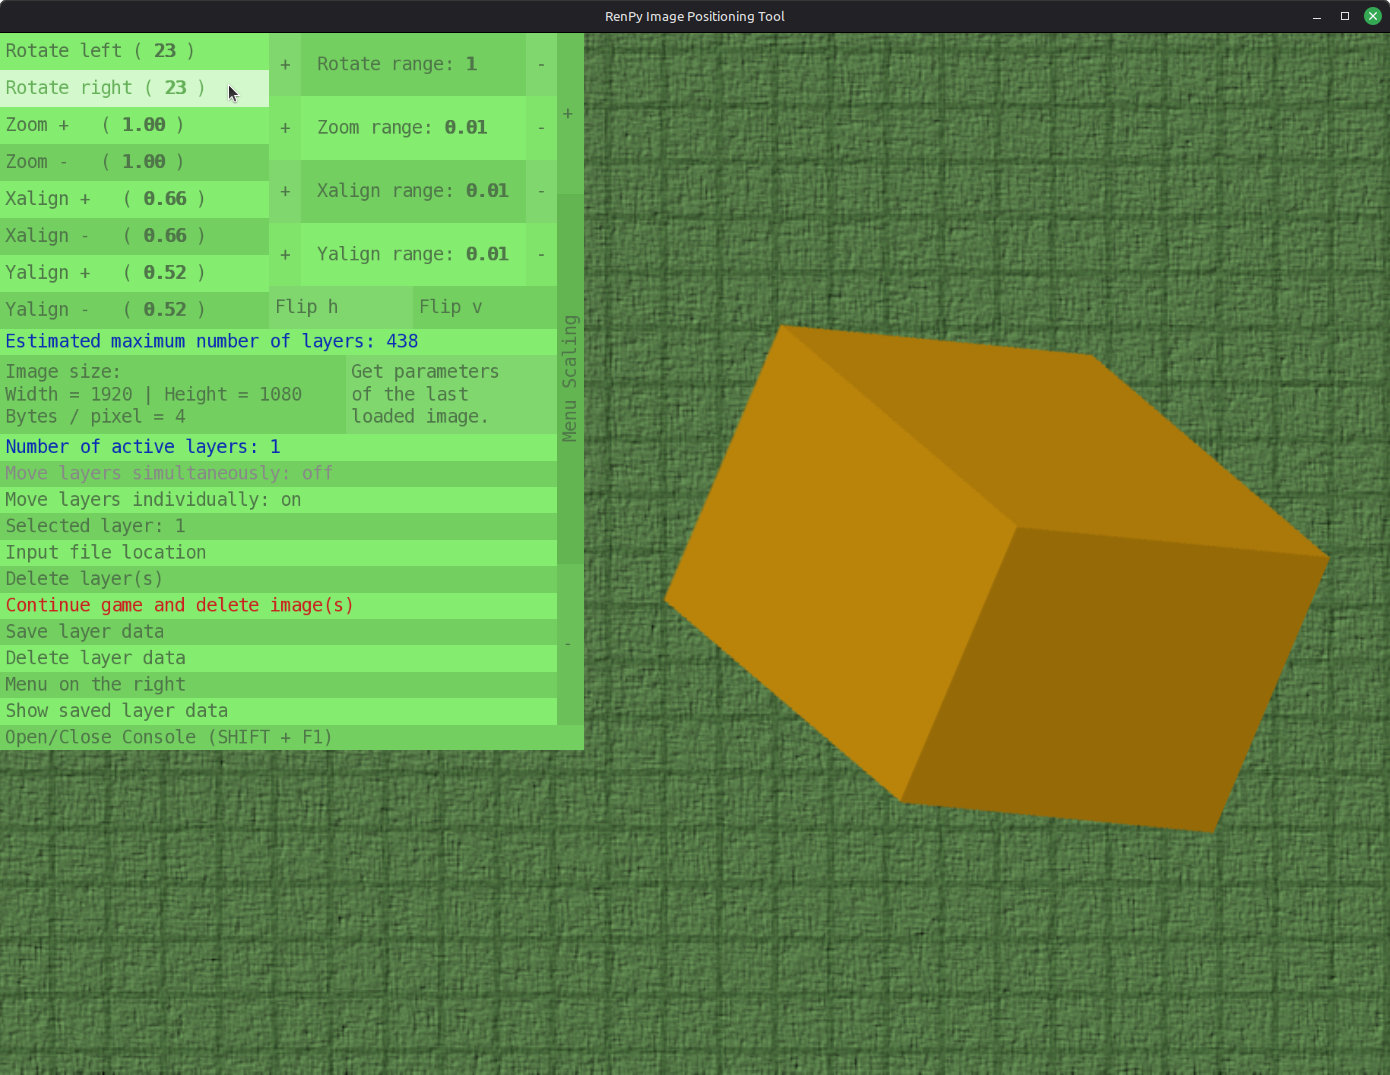 RenPy Image Positioning Tool
Rotate left ( 23 )
Rotate right ( 23 )
Zoom + ( 1.00 )
Zoom - ( 1.00 )
Xalign + ( 0.66 )
Xalign - ( 0.66 )
Yalign + ( 0.52 )
Yalign - ( 0.52 )
+ Rotate range: 1 -
+ Zoom range: 0.01 -
+ Xalign range: 0.01 -
+ Yalign range: 0.01 -
Flip h Flip v
+
Menu Scaling
-
Estimated maximum number of layers: 438
Image size:
Width = 1920 | Height = 1080
Bytes / pixel = 4
Get parameters
of the last
loaded image.
Number of active layers: 1
Move layers simultaneously: off
Move layers individually: on
Selected layer: 1
Input file location
Delete layer(s)
Continue game and delete image(s)
Save layer data
Delete layer data
Menu on the right
Show saved layer data
Open/Close Console (SHIFT + F1)